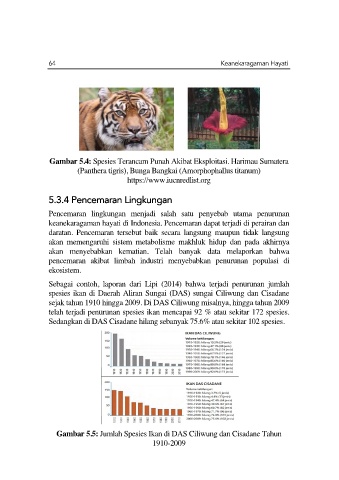 64 Keanekaragaman Hayati
Gambar 5.4: Spesies Terancam Punah Akibat Eksploitasi. Harimau Sumatera
(Panthera tigris), Bunga Bangkai (Amorphophallus titanum)
https://www.iucnredlist.org
5.3.4 Pencemaran Lingkungan
Pencemaran lingkungan menjadi salah satu penyebab utama penurunan
keanekaragaman hayati di Indonesia. Pencemaran dapat terjadi di perairan dan
daratan. Pencemaran tersebut baik secara langsung maupun tidak langsung
akan memengaruhi sistem metabolisme makhluk hidup dan pada akhirnya
akan menyebabkan kematian. Telah banyak data melaporkan bahwa
pencemaran akibat limbah industri menyebabkan penurunan populasi di
ekosistem.
Sebagai contoh, laporan dari Lipi (2014) bahwa terjadi penurunan jumlah
spesies ikan di Daerah Aliran Sungai (DAS) sungai Ciliwung dan Cisadane
sejak tahun 1910 hingga 2009. Di DAS Ciliwung misalnya, hingga tahun 2009
telah terjadi penurunan spesies ikan mencapai 92 % atau sekitar 172 spesies.
Sedangkan di DAS Cisadane hilang sebanyak 75.6% atau sekitar 102 spesies.
IKAN DAS CILIWUNG
IKAN DAS CISADANE
Gambar 5.5: Jumlah Spesies Ikan di DAS Ciliwung dan Cisadane Tahun
1910-2009